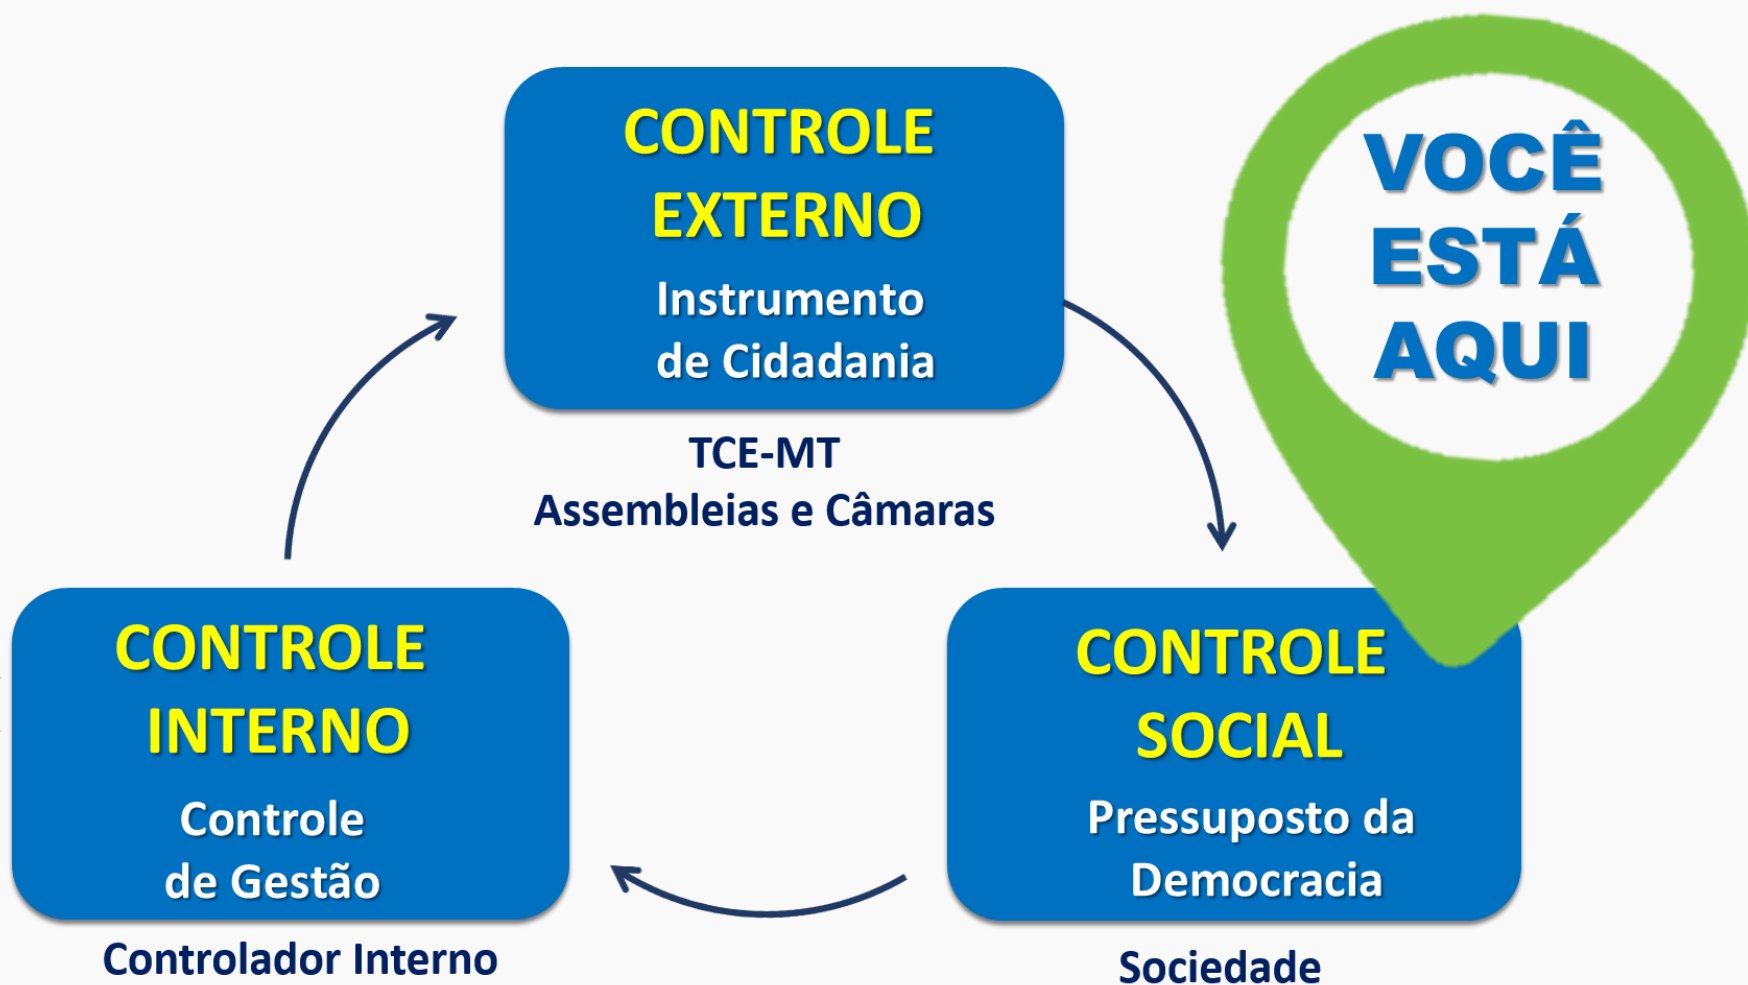 CONTROLE
EXTERNO
Instrumento
de Cidadania
TCE-MT
Assembleias e Câmaras
VOCÊ
ESTÁ
AQUI
CONTROLE
INTERNO
Controle
de Gestão
Controlador Interno
CONTROLE
SOCIAL
Pressuposto da
Democracia
Sociedade